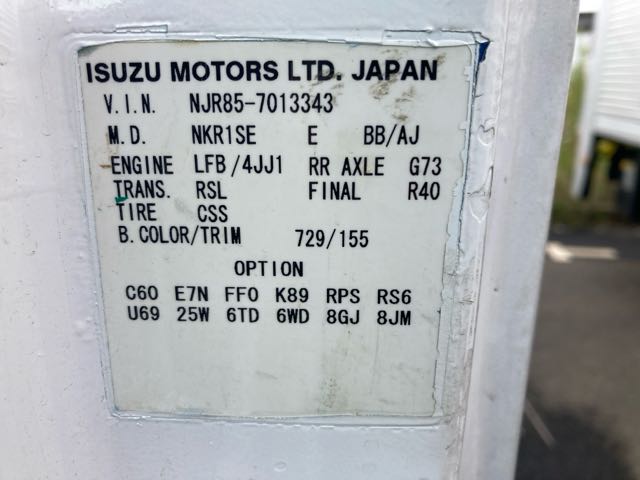 ISUZU MOTORS LTD. JAPAN
V.I.N. NJR85-7013343
M.D. NKR1SE E BB/AJ
ENGINE LFB/4JJ1 RR AXLE G73
TRANS. RSL FINAL R40
TIRE CSS
B.COLOR/TRIM 729/155
OPTION
C60 E7N FF0 K89 RPS RS6
U69 25W 6TD 6WD 8GJ 8JM